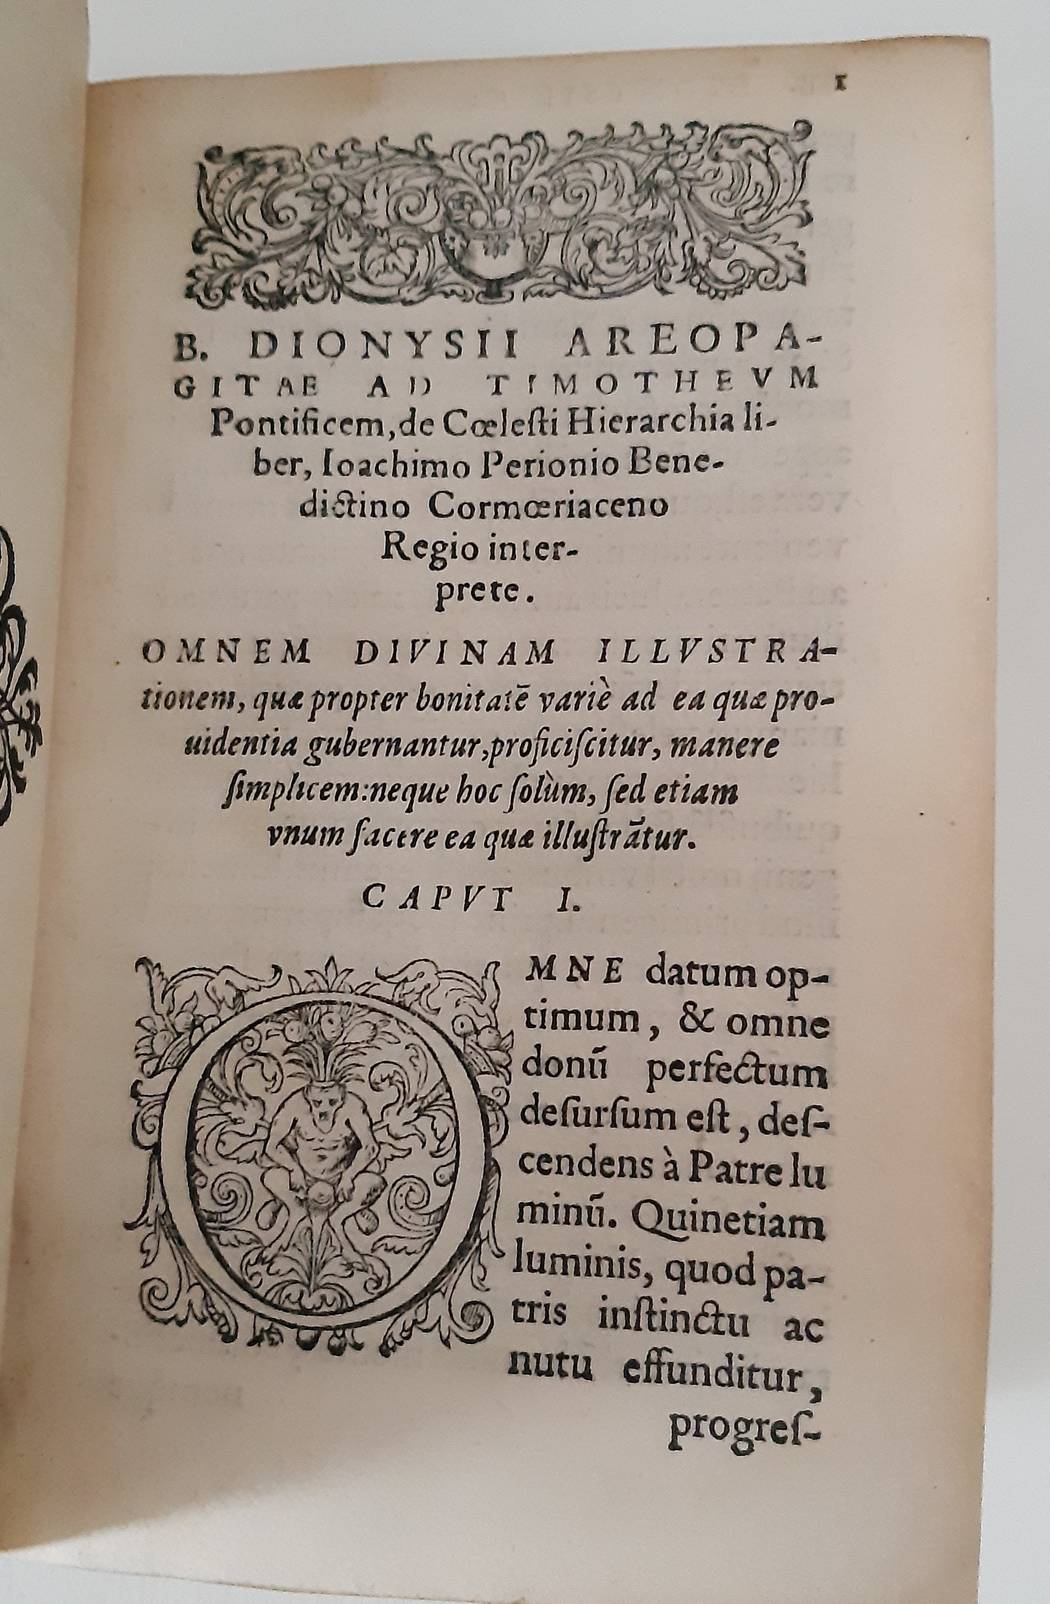 1
B. DIONYSII AREOPA-
GITAE AD TIMOTHEVM
Pontificem, de Cœleſti Hierarchia li-
ber, Ioachimo Perionio Bene-
dictino Cormœriaceno
Regio inter-
prete.
OMNEM DIVINAM ILLVSTRA-
tionem, quæ propter bonitatē variè ad ea quæ pro-
uidentia gubernantur, proficiſcitur, manere
ſimplicem: neque hoc ſolùm, ſed etiam
vnum facere ea quæ illuſtrātur.
CAPVT I.
OMNE datum op-
timum, & omne
donū perfectum
deſurſum eſt, deſ-
cendens à Patre lu
minū. Quinetiam
luminis, quod pa-
tris inſtinctu ac
nutu effunditur,
progreſ-